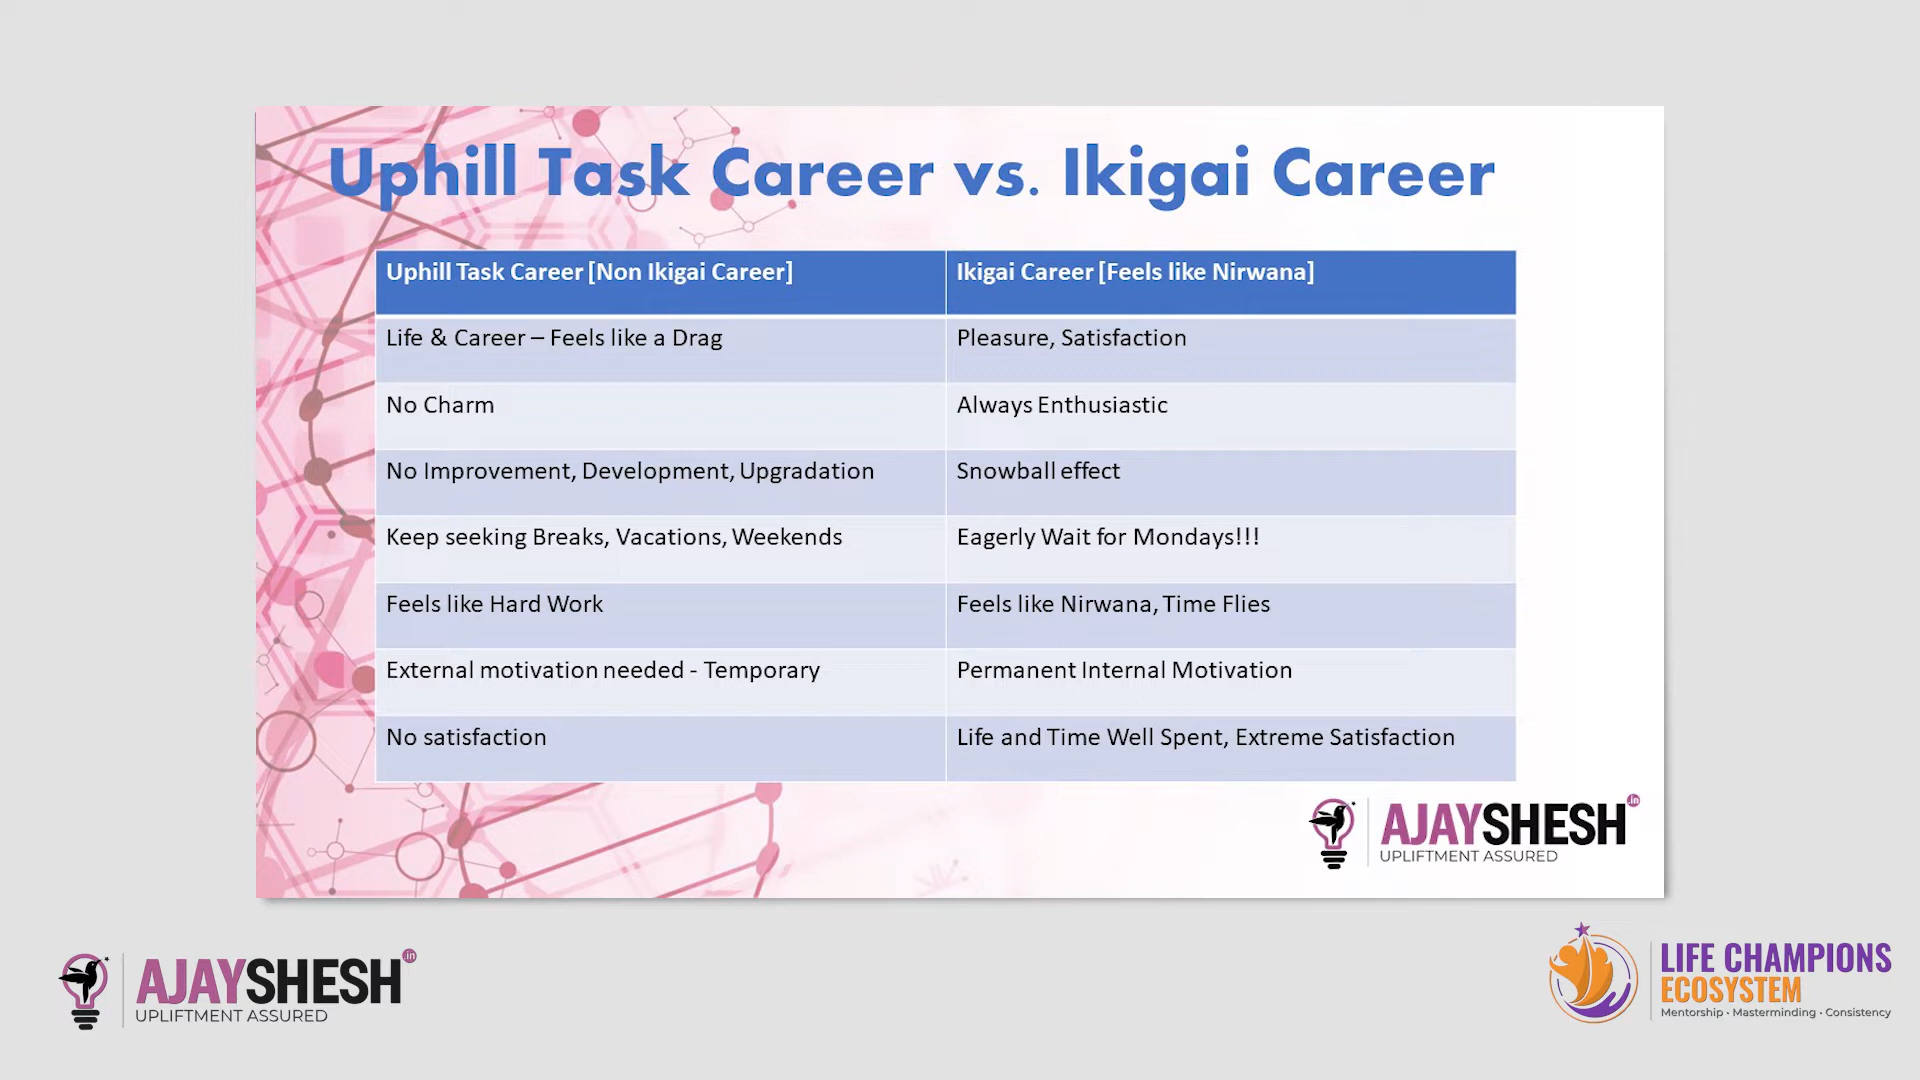 Uphill Task Career vs. Ikigai Career
Uphill Task Career [Non Ikigai Career]
Ikigai Career [Feels like Nirwana]
Life & Career – Feels like a Drag
Pleasure, Satisfaction
No Charm
Always Enthusiastic
No Improvement, Development, Upgradation
Snowball effect
Keep seeking Breaks, Vacations, Weekends
Eagerly Wait for Mondays!!!
Feels like Hard Work
Feels like Nirwana, Time Flies
External motivation needed - Temporary
Permanent Internal Motivation
No satisfaction
Life and Time Well Spent, Extreme Satisfaction
AJAYSHESH.in
UPLIFTMENT ASSURED
AJAYSHESH.in
UPLIFTMENT ASSURED
LIFE CHAMPIONS
ECOSYSTEM
Mentorship • Masterminding • Consistency